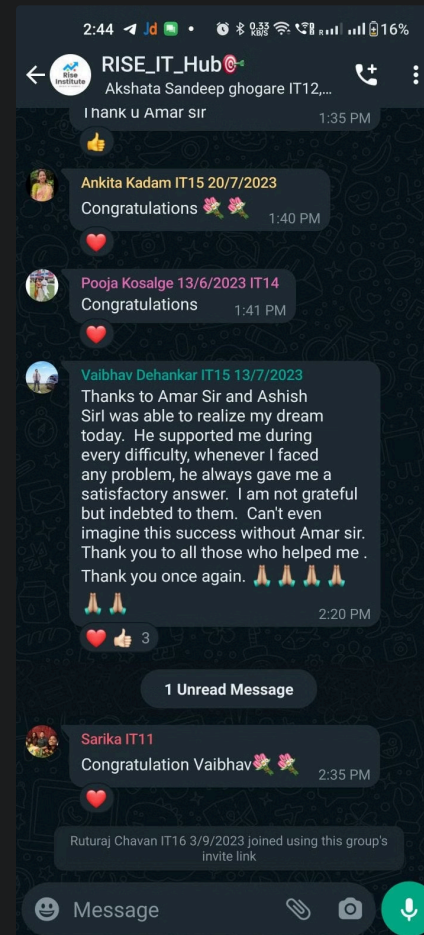 2:44 Jd • 0.33 KB/S R 16%
Rise Institute
RISE_IT_Hub🎯
Akshata Sandeep ghogare IT12,...
Thank u Amar sir
1:35 PM
👍
Ankita Kadam IT15 20/7/2023
Congratulations 💐 💐
1:40 PM
❤️
Pooja Kosalge 13/6/2023 IT14
Congratulations
1:41 PM
❤️
Vaibhav Dehankar IT15 13/7/2023
Thanks to Amar Sir and Ashish
SirI was able to realize my dream
today. He supported me during
every difficulty, whenever I faced
any problem, he always gave me a
satisfactory answer. I am not grateful
but indebted to them. Can't even
imagine this success without Amar sir.
Thank you to all those who helped me .
Thank you once again. 🙏🏼 🙏🏼 🙏🏼 🙏🏼
🙏🏼 🙏🏼
2:20 PM
❤️ 👍🏻 3
1 Unread Message
Sarika IT11
Congratulation Vaibhav💐 💐
2:35 PM
❤️
Ruturaj Chavan IT16 3/9/2023 joined using this group's
invite link
Message